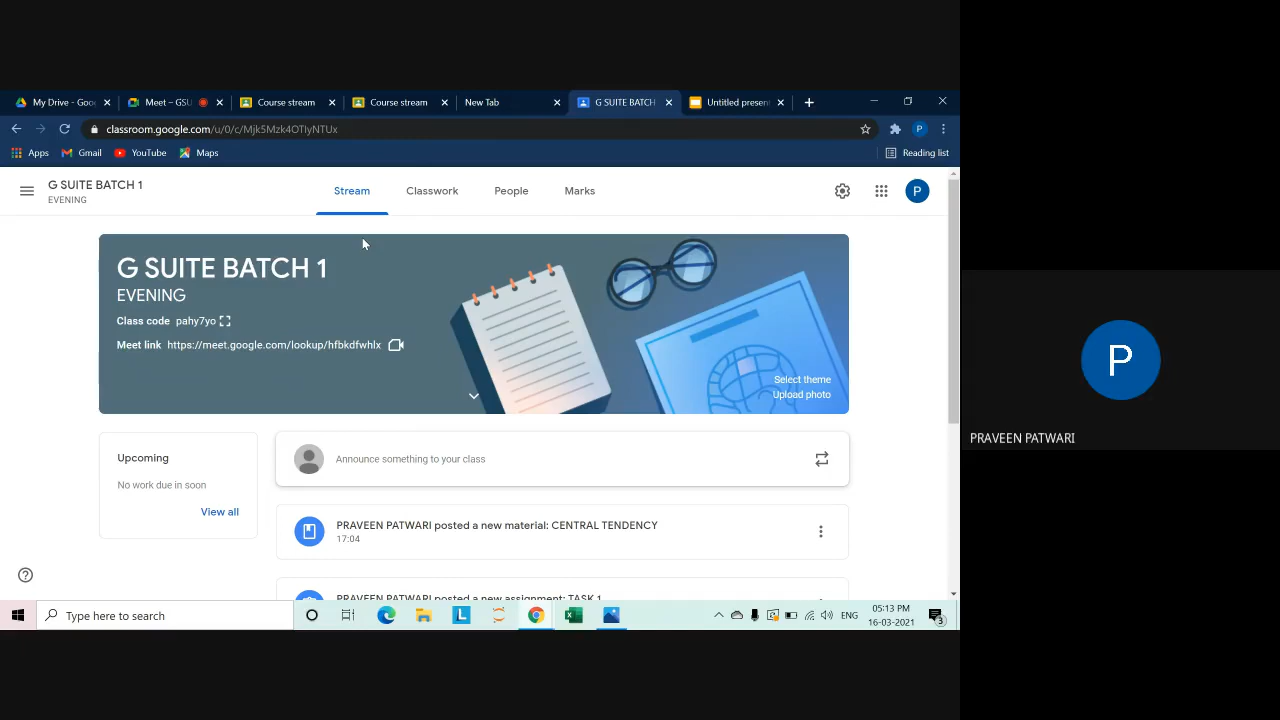 My Drive - Goo
Meet – GSU
Course stream
Course stream
New Tab
G SUITE BATCH
Untitled presen
classroom.google.com/u/0/c/Mjk5Mzk4OTIyNTUx
P
Apps
Gmail
YouTube
Maps
Reading list
G SUITE BATCH 1
EVENING
Stream
Classwork
People
Marks
P
G SUITE BATCH 1
EVENING
Class code pahy7yo
Meet link https://meet.google.com/lookup/hfbkdfwhlx
Select theme
Upload photo
Upcoming
No work due in soon
View all
Announce something to your class
PRAVEEN PATWARI posted a new material: CENTRAL TENDENCY
17:04
PRAVEEN PATWARI posted a new assignment: TASK 1
Type here to search
L
ENG
05:13 PM
16-03-2021
3
P
PRAVEEN PATWARI